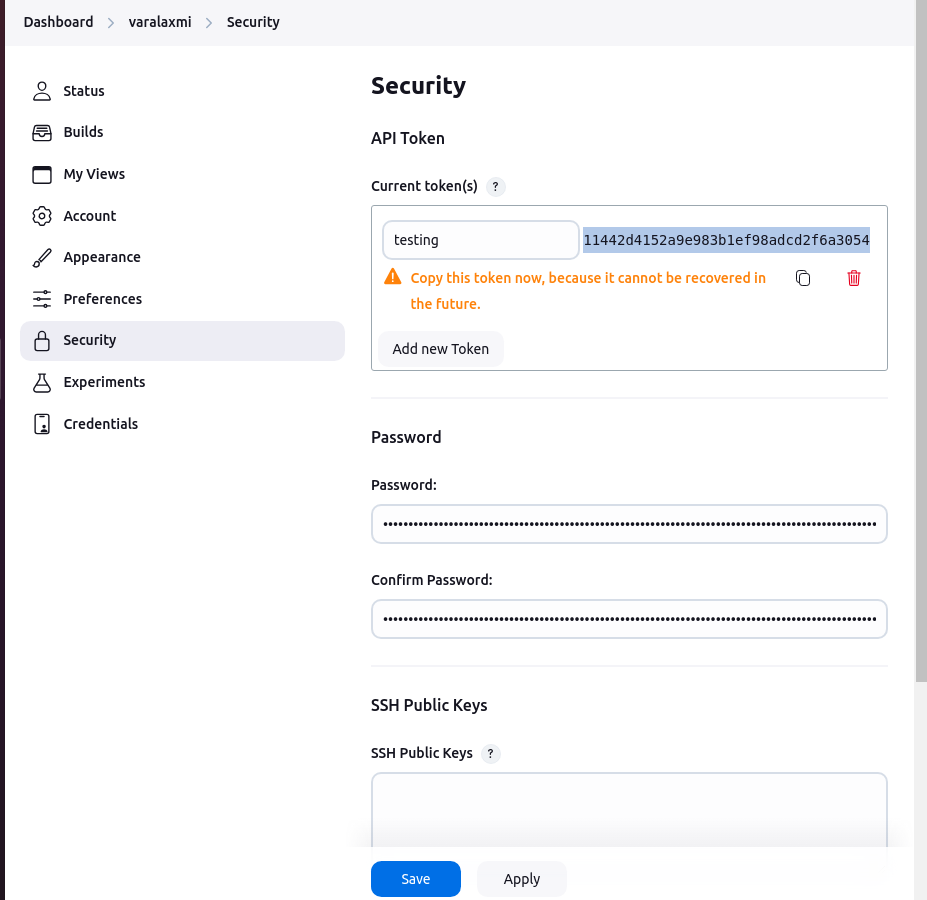 Dashboard > varalaxmi > Security
Status
Builds
My Views
Account
Appearance
Preferences
Security
Experiments
Credentials
Security
API Token
Current token(s) ?
testing 11442d4152a9e983b1ef98adcd2f6a3054
Copy this token now, because it cannot be recovered in
the future.
Add new Token
Password
Password:
Confirm Password:
SSH Public Keys
SSH Public Keys ?
Save Apply